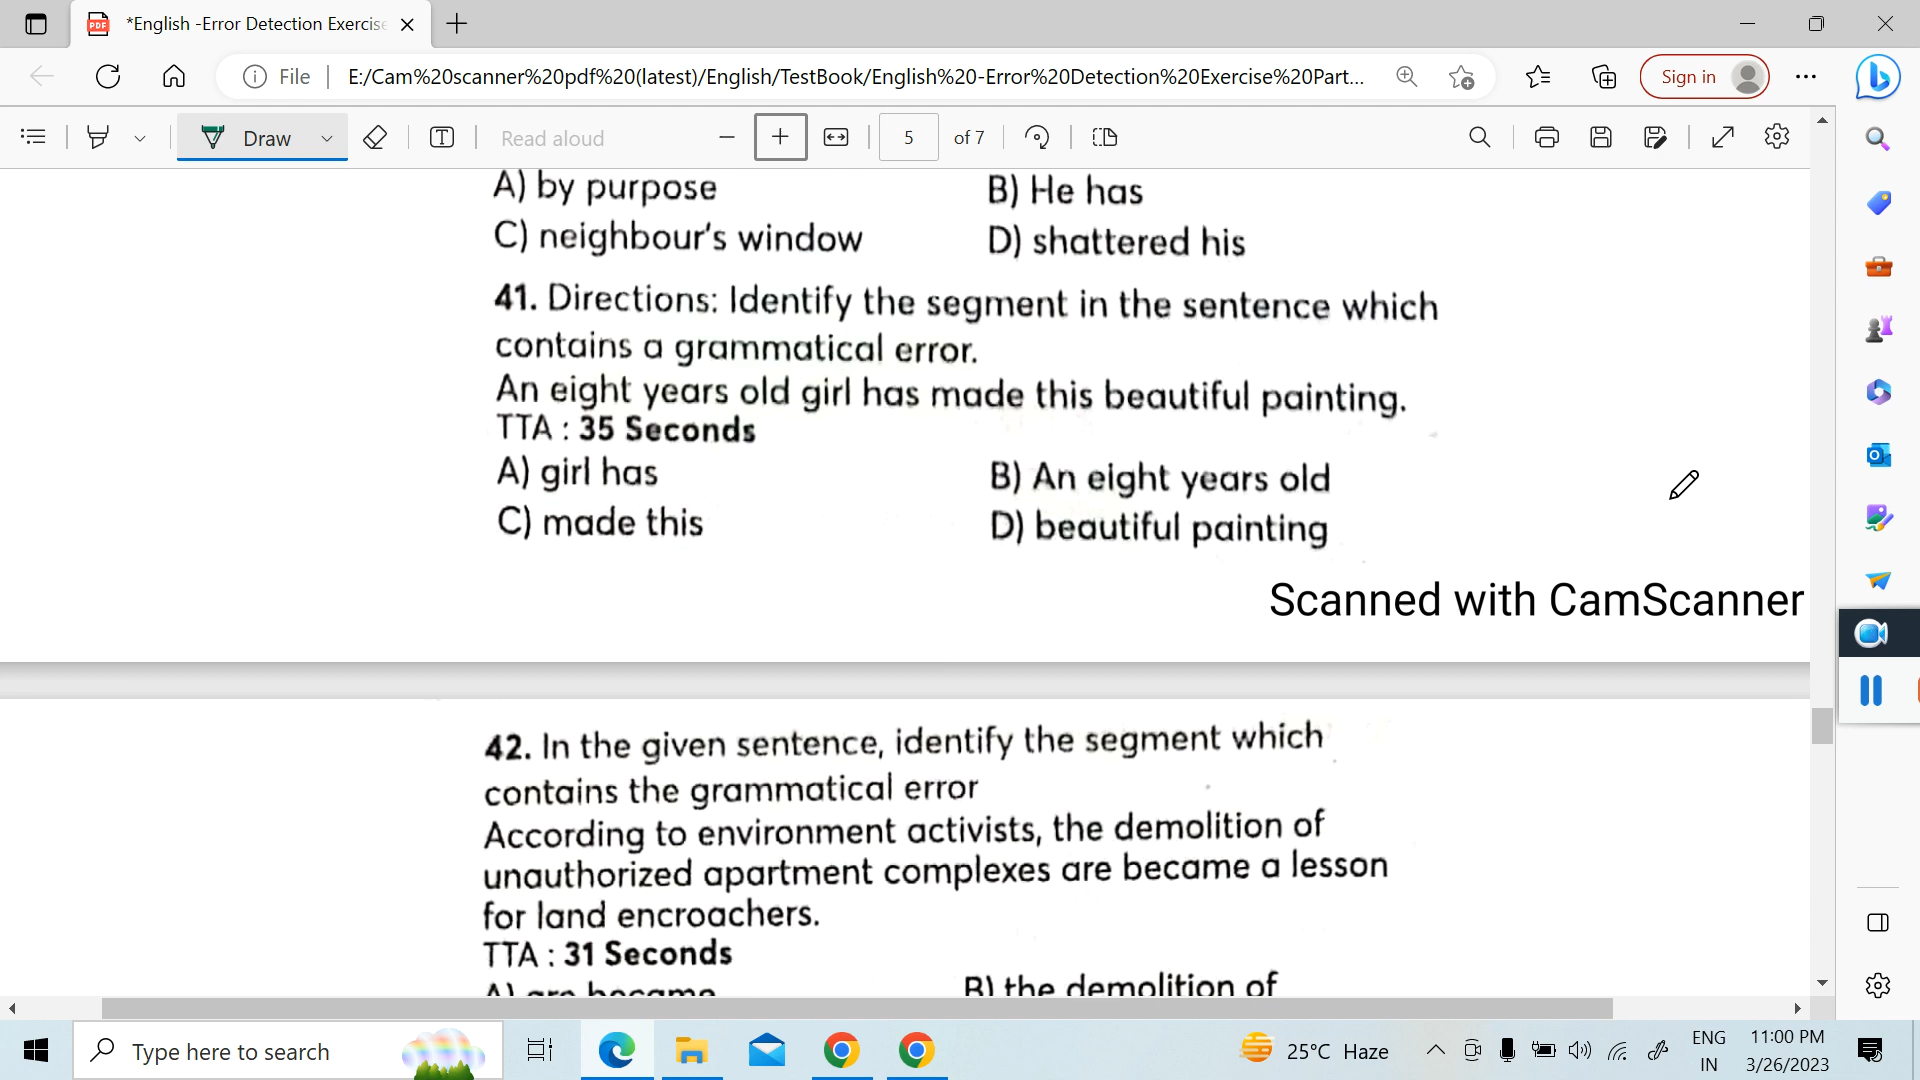 *English -Error Detection Exercise
File
E:/Cam%20scanner%20pdf%20(latest)/English/TestBook/English%20-Error%20Detection%20Exercise%20Part...
Sign in
Draw
Read aloud
5 of 7
A) by purpose B) He has
C) neighbour's window D) shattered his
41. Directions: Identify the segment in the sentence which
contains a grammatical error.
An eight years old girl has made this beautiful painting.
TTA : 35 Seconds
A) girl has B) An eight years old
C) made this D) beautiful painting
Scanned with CamScanner
42. In the given sentence, identify the segment which
contains the grammatical error
According to environment activists, the demolition of
unauthorized apartment complexes are became a lesson
for land encroachers.
TTA : 31 Seconds
A) are became B) the demolition of
Type here to search
25°C Haze
ENG
IN
11:00 PM
3/26/2023